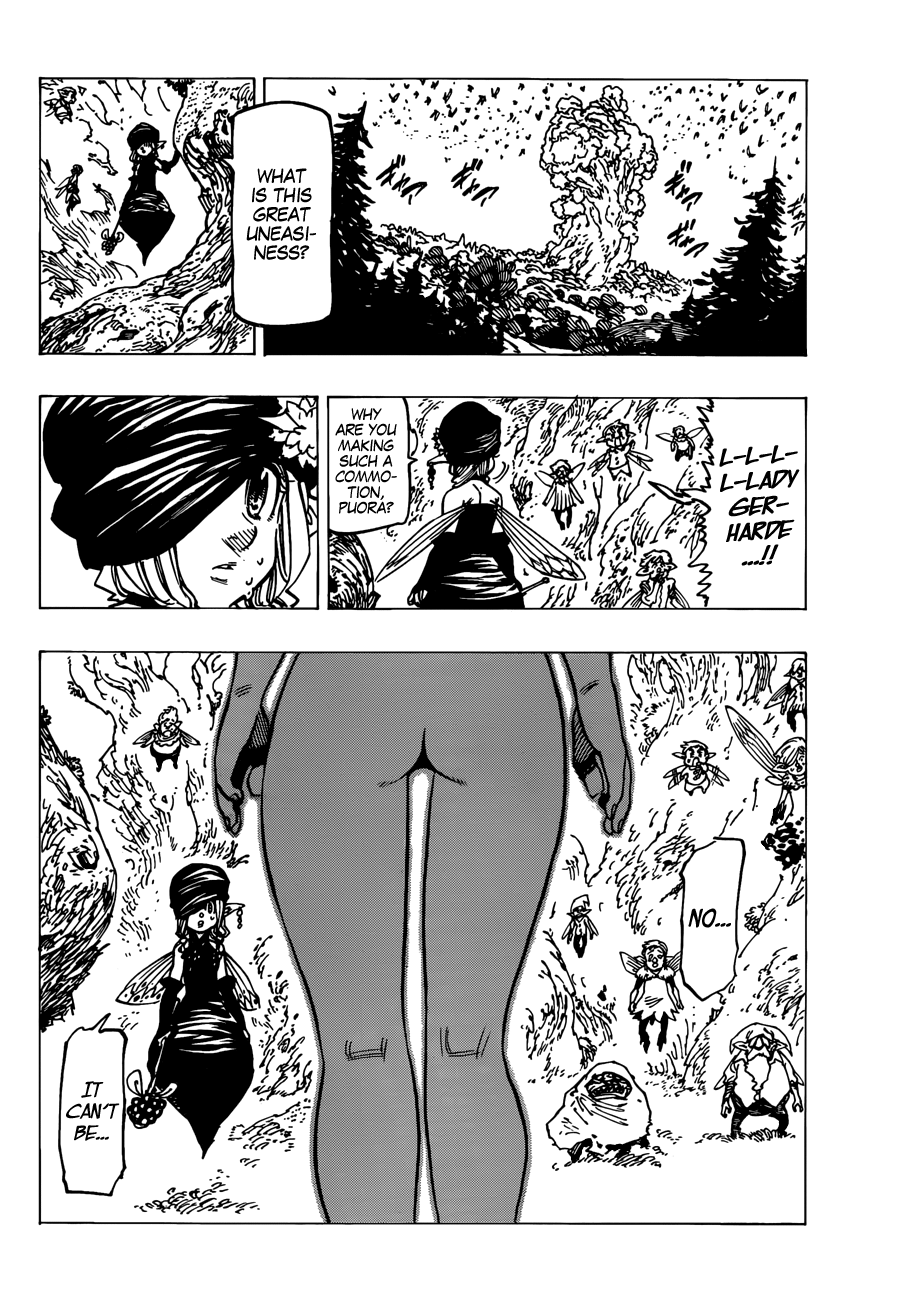 WHAT
IS THIS
GREAT
UNEASI-
NESS?
L-L-L-
L-LADY
GER-
HARDE
....!!
WHY
ARE YOU
MAKING
SUCH A
COMMO-
TION,
PUORA?
NO...
IT
CAN'T
BE...